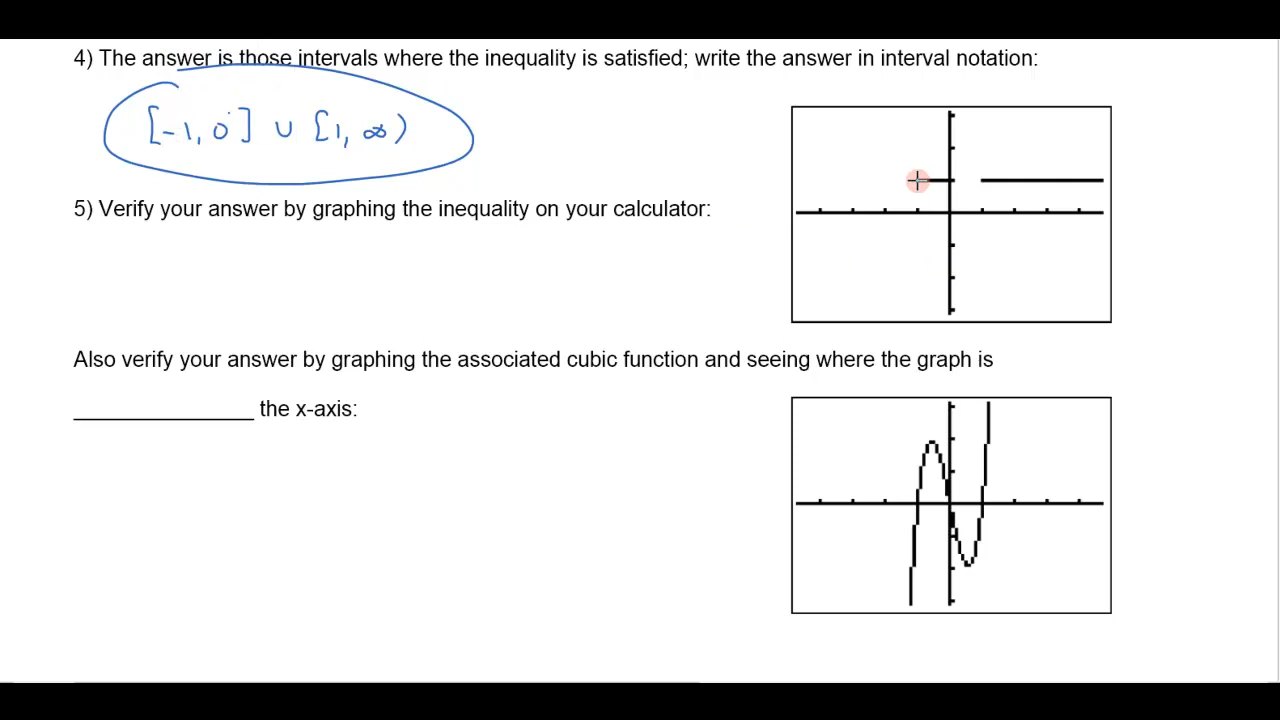 4) The answer is those intervals where the inequality is satisfied; write the answer in interval notation:
[-1, 0] ∪ [1, ∞)
5) Verify your answer by graphing the inequality on your calculator:
Also verify your answer by graphing the associated cubic function and seeing where the graph is
_______________ the x-axis: